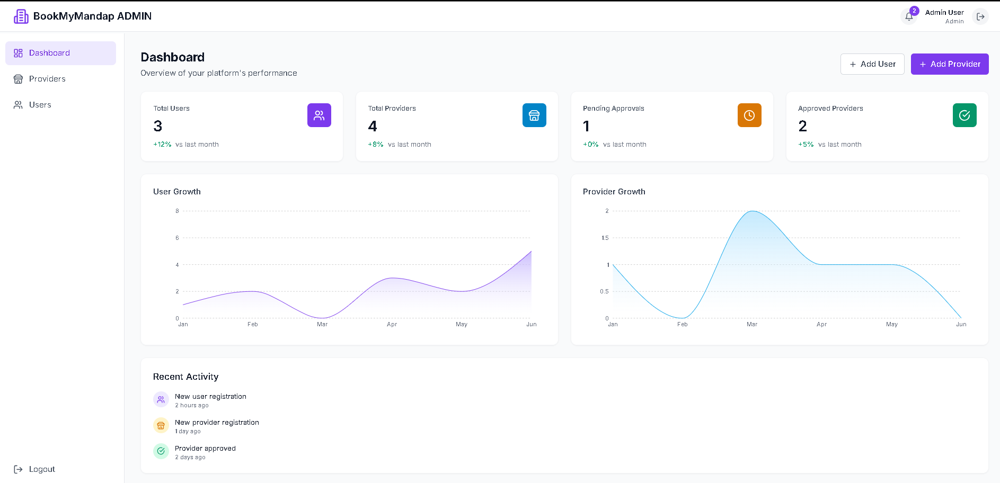 BookMyMandap ADMIN
2
Admin User
Admin
Dashboard
Providers
Users
Logout
Dashboard
Overview of your platform's performance
Add User
Add Provider
Total Users
3
+12% vs last month
Total Providers
4
+8% vs last month
Pending Approvals
1
+0% vs last month
Approved Providers
2
+5% vs last month
User Growth
8
6
4
2
0
Jan Feb Mar Apr May Jun
Provider Growth
2
1.5
1
0.5
0
Jan Feb Mar Apr May Jun
Recent Activity
New user registration
2 hours ago
New provider registration
1 day ago
Provider approved
2 days ago